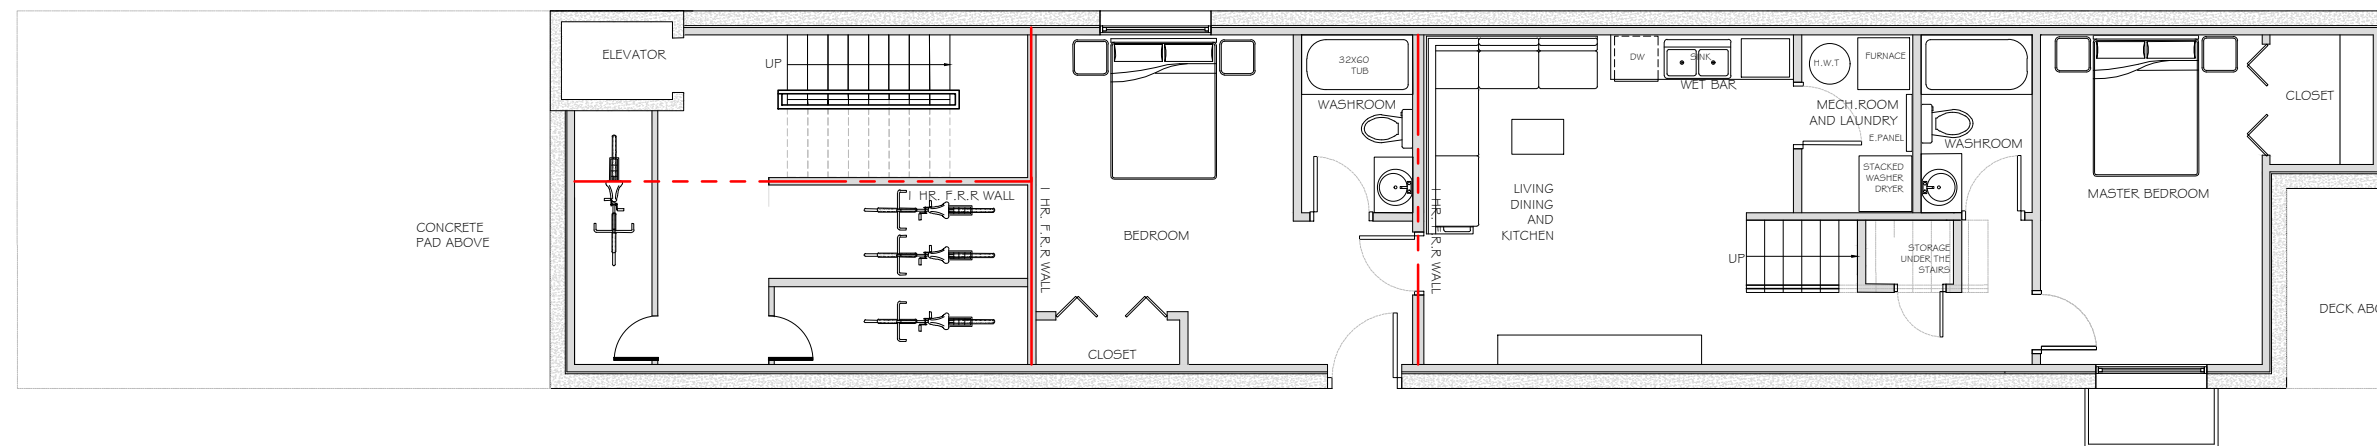 ELEVATOR
UP
CONCRETE
PAD ABOVE
1 HR. F.R.R WALL
1 HR. F.R.R WALL
BEDROOM
CLOSET
32X60
TUB
WASHROOM
1 HR. F.R.R WALL
LIVING
DINING
AND
KITCHEN
DW
SINK
WET BAR
H.W.T
FURNACE
MECH.ROOM
AND LAUNDRY
E.PANEL
STACKED
WASHER
DRYER
UP
STORAGE
UNDER THE
STAIRS
WASHROOM
MASTER BEDROOM
CLOSET
DECK